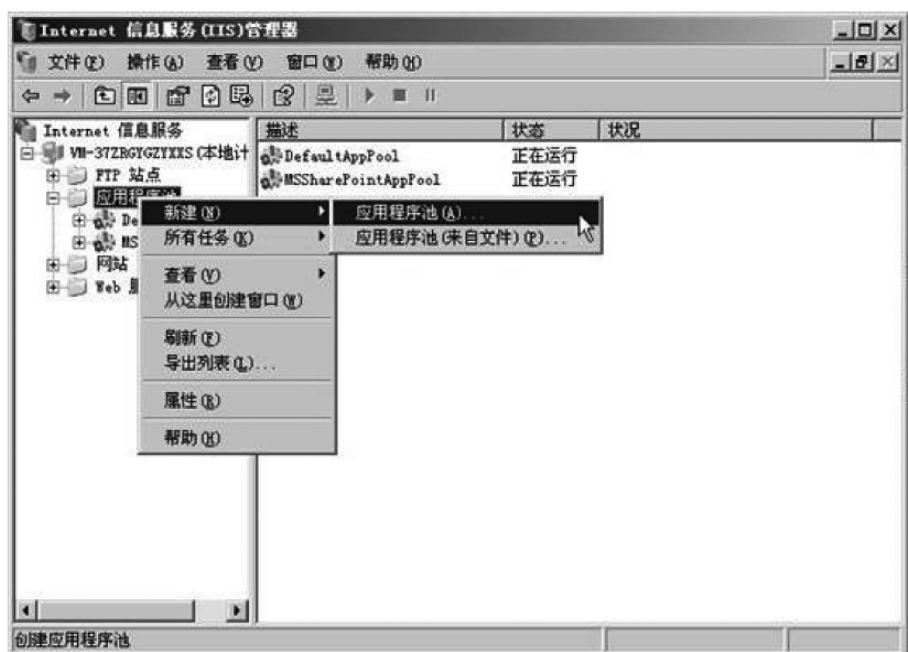 Internet 信息服务(IIS)管理器
文件(F) 操作(A) 查看(V) 窗口(W) 帮助(H)
Internet 信息服务
VM-37ZBGYGZYXXS(本地计
FTP 站点
应用程序池
De
MS
网站
Web
描述 状态 状况
DefaultAppPool 正在运行
MSSharePointAppPool 正在运行
新建(N)
所有任务(K)
查看(V)
从这里创建窗口(W)
刷新(F)
导出列表(L)...
属性(R)
帮助(H)
应用程序池(A)...
应用程序池(来自文件)(P)...
创建应用程序池